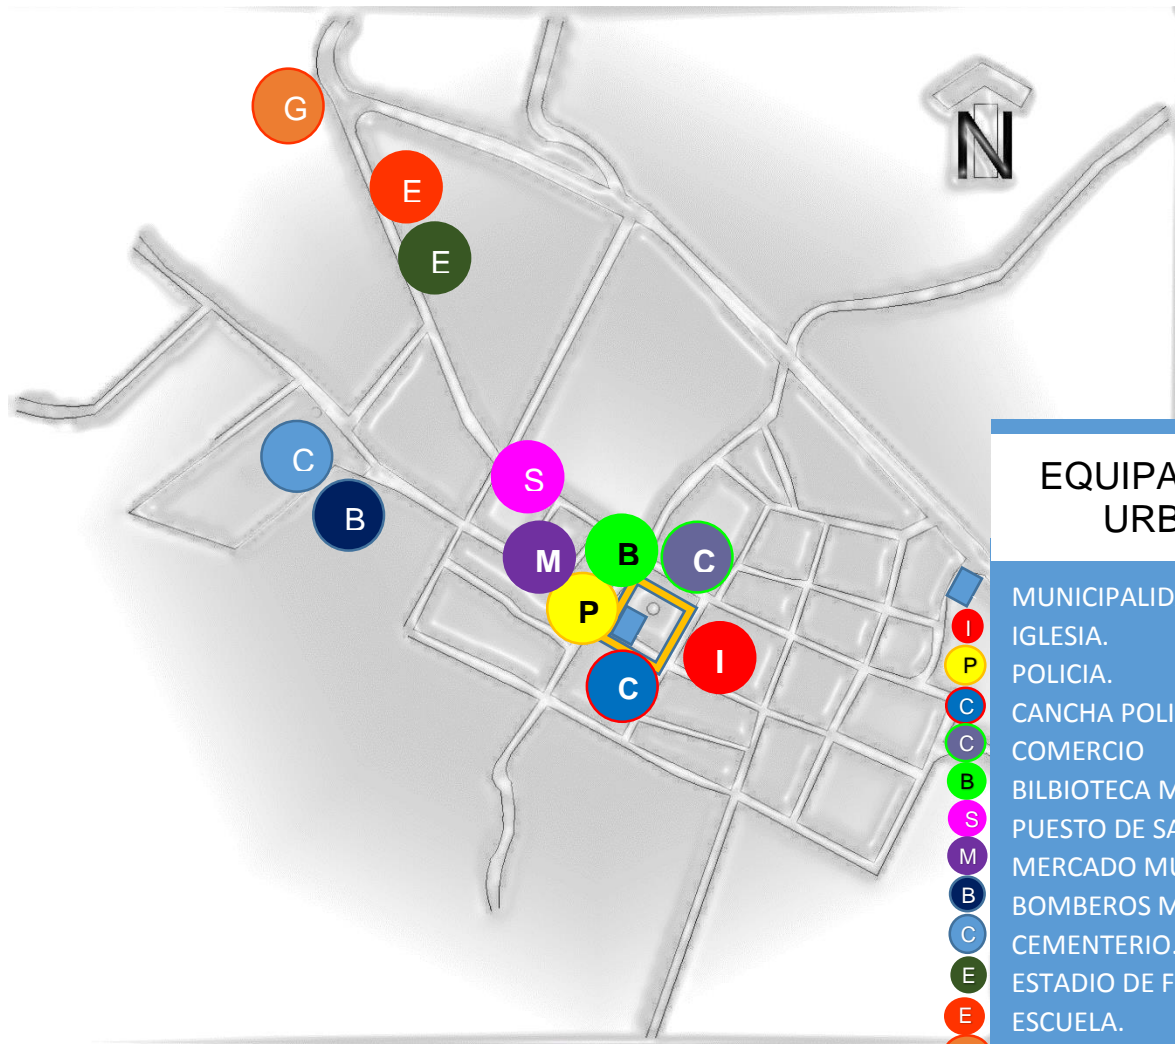 G
N
E
E
EQUIPA
URB
C
S
B
M
B
C
P
I
C
MUNICIPALID
I IGLESIA.
P POLICIA.
C CANCHA POLI
C COMERCIO
B BILBIOTECA M
S PUESTO DE SA
M MERCADO MU
B BOMBEROS M
C CEMENTERIO.
E ESTADIO DE F
E ESCUELA.